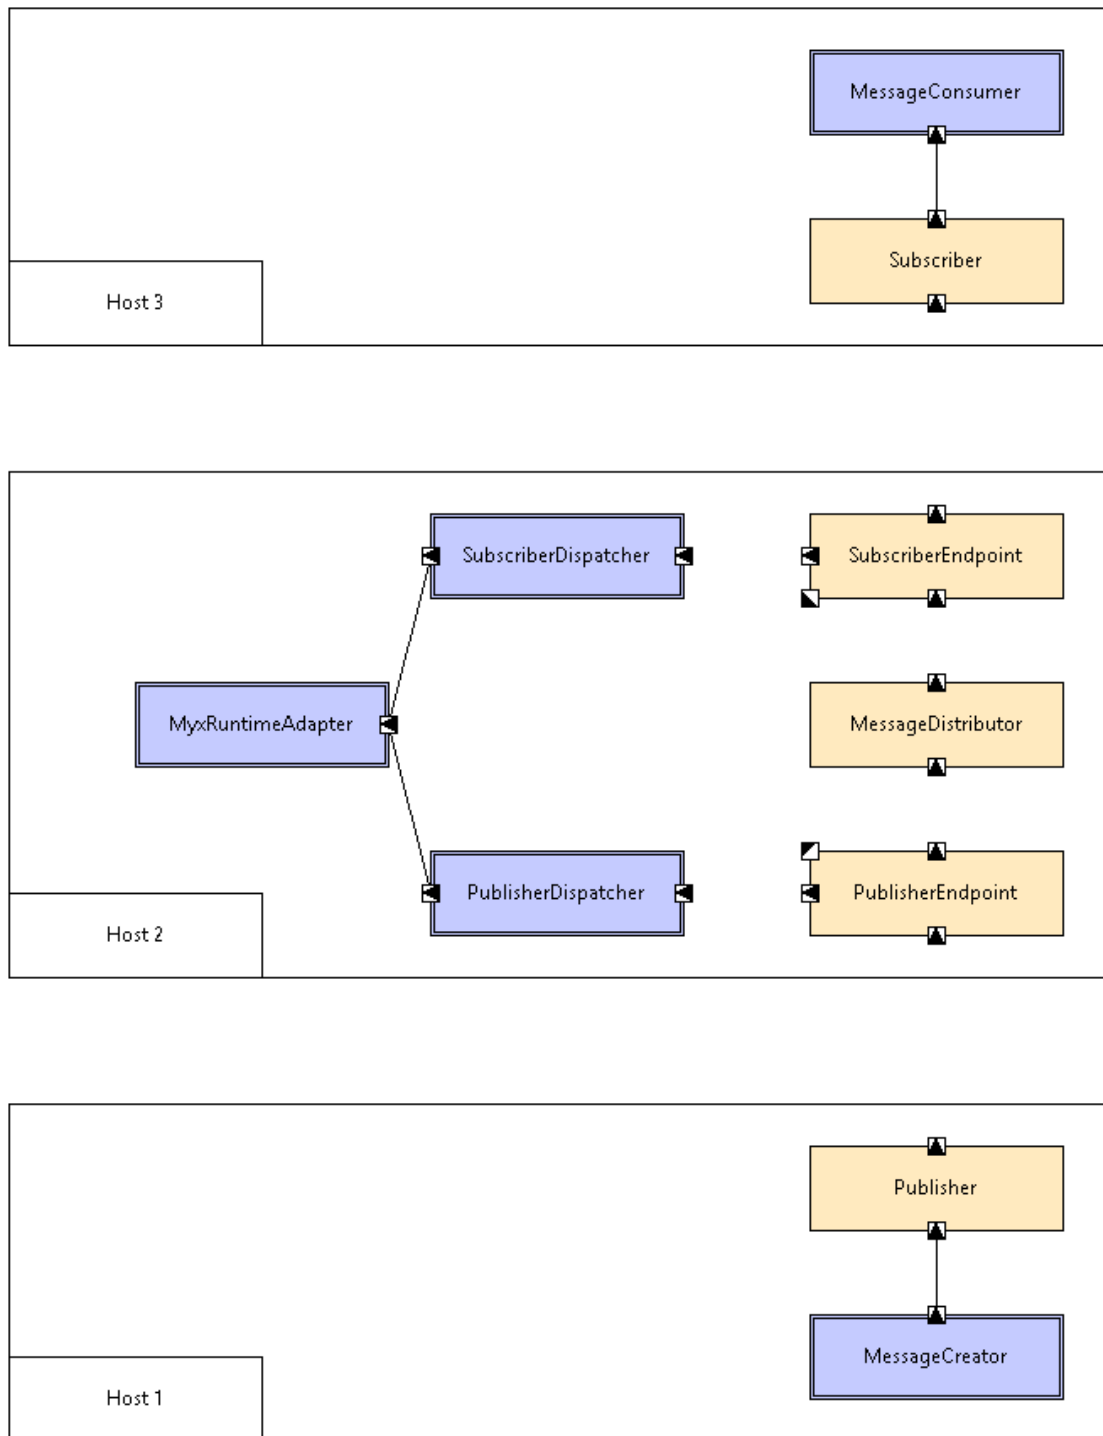 MessageConsumer
Subscriber
Host 3
SubscriberDispatcher
SubscriberEndpoint
MyxRuntimeAdapter
MessageDistributor
PublisherDispatcher
PublisherEndpoint
Host 2
Publisher
MessageCreator
Host 1